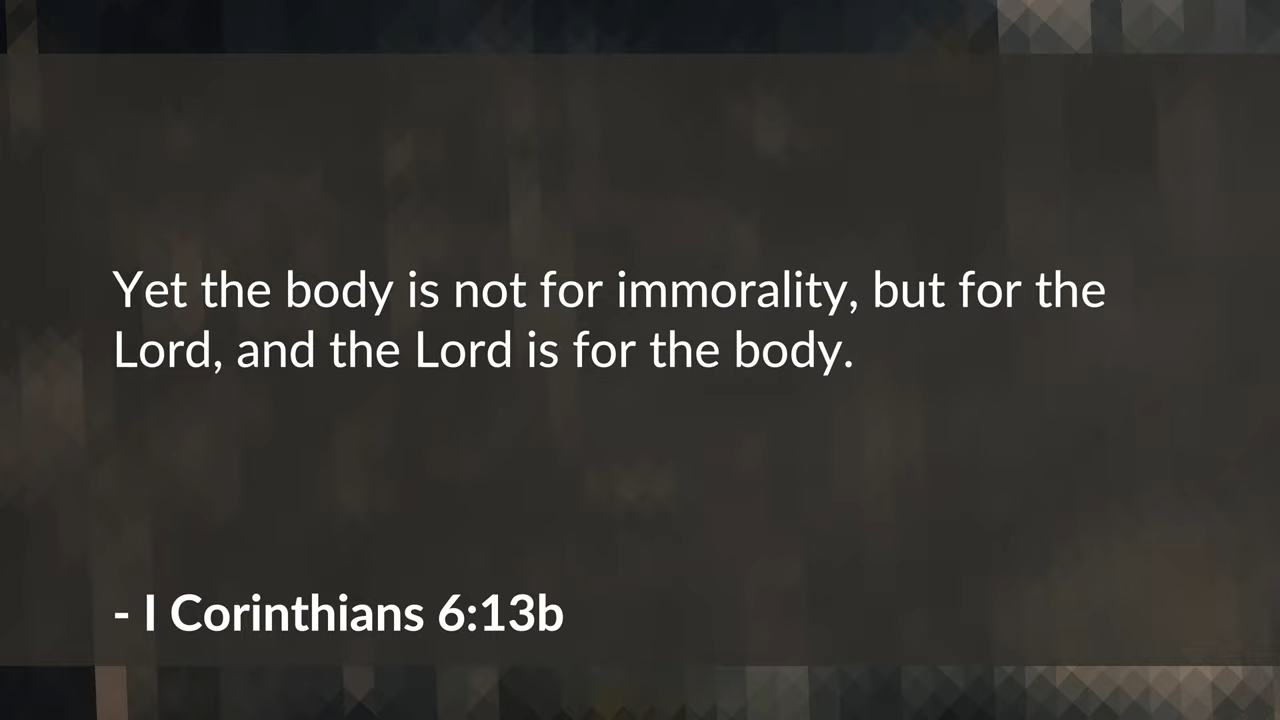 Yet the body is not for immorality, but for the
Lord, and the Lord is for the body.
- I Corinthians 6:13b